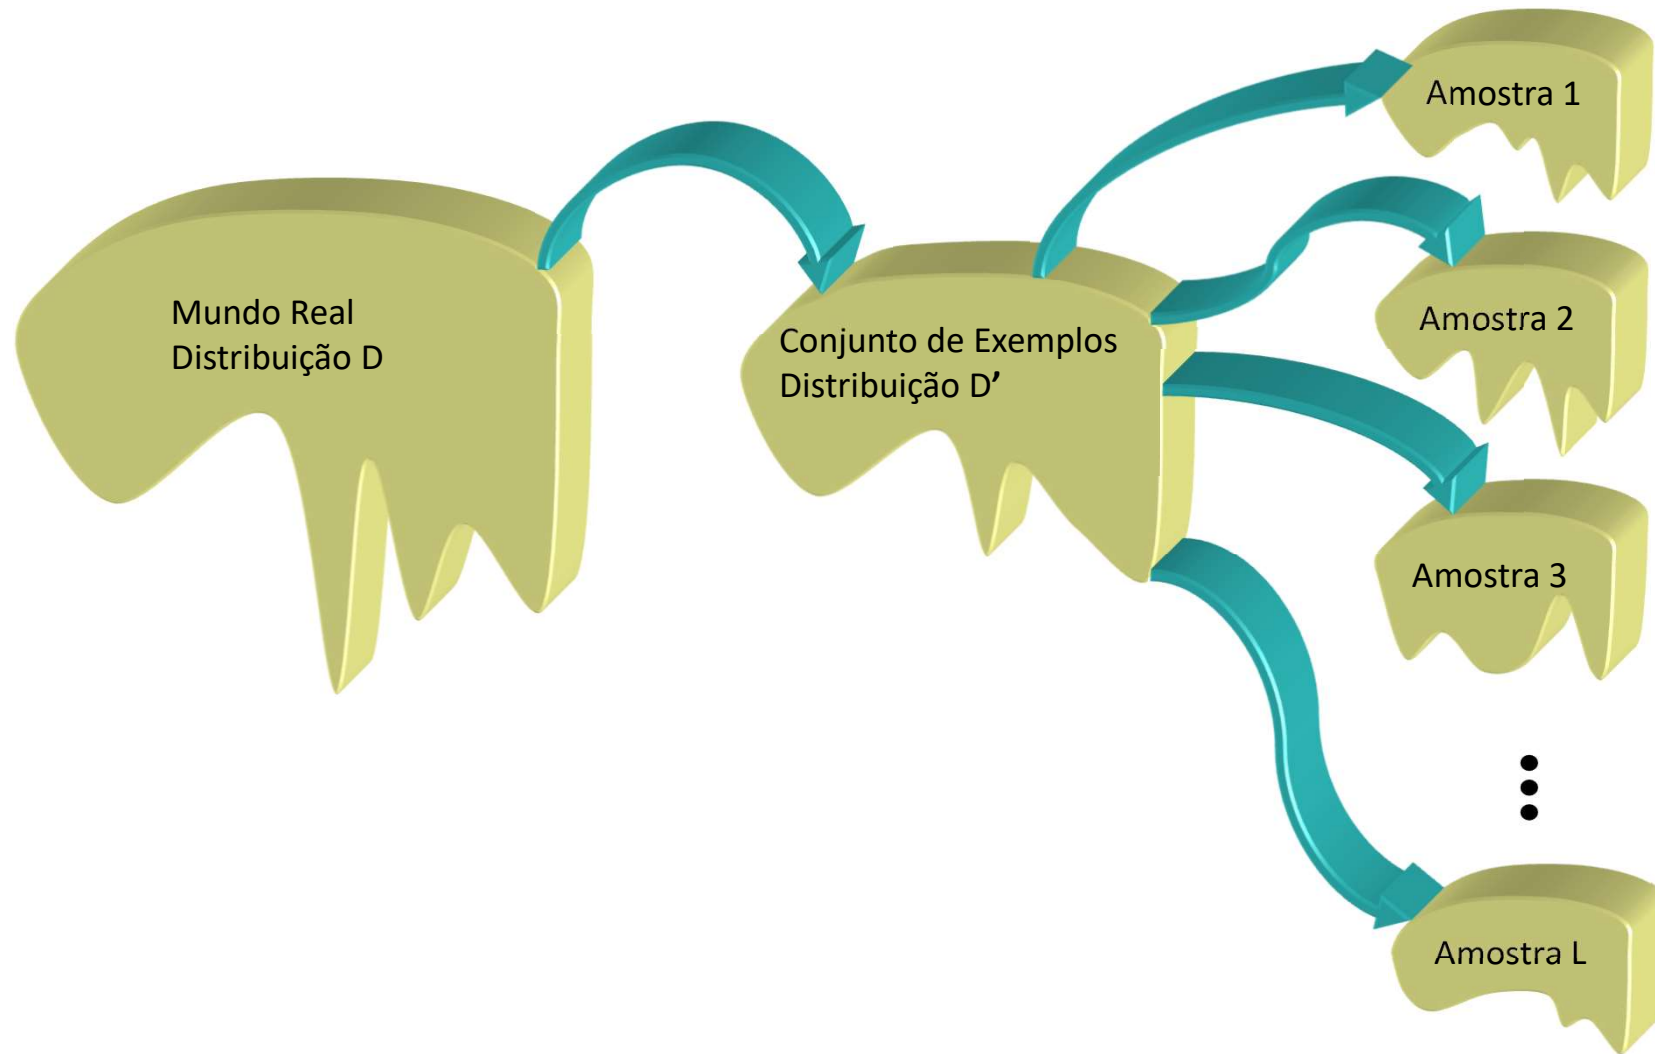 Mundo Real
Distribuição D
Conjunto de Exemplos
Distribuição D’
Amostra 1
Amostra 2
Amostra 3
Amostra L